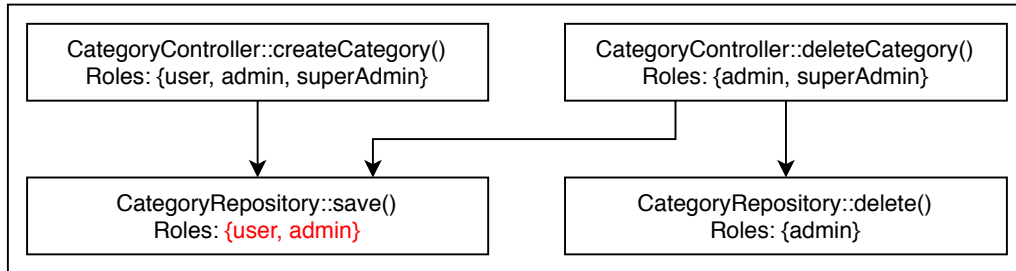 CategoryController::createCategory()
Roles: {user, admin, superAdmin}
CategoryController::deleteCategory()
Roles: {admin, superAdmin}
CategoryRepository::save()
Roles: {user, admin}
CategoryRepository::delete()
Roles: {admin}